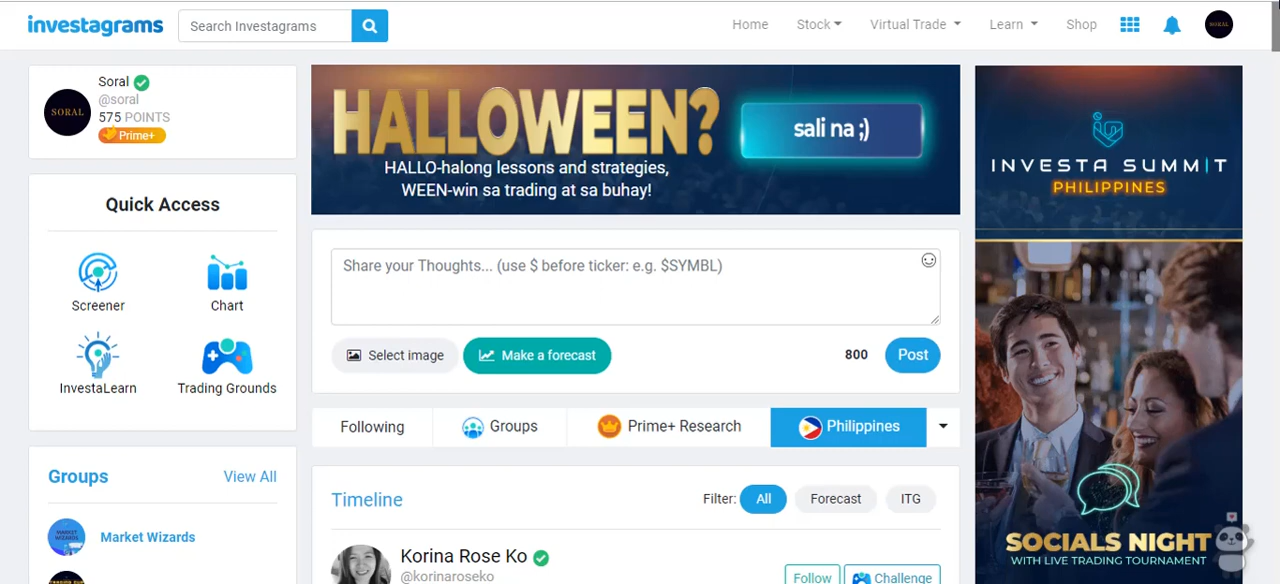 investagrams
Search Investagrams
Home
Stock
Virtual Trade
Learn
Shop
SORAL
SORAL
Soral
@soral
575 POINTS
Prime+
HALLOWEEN?
HALLO-halong lessons and strategies,
WEEN-win sa trading at sa buhay!
sali na ;)
INVESTA SUMMIT
PHILIPPINES
Quick Access
Screener
Chart
InvestaLearn
Trading Grounds
Share your Thoughts... (use $ before ticker: e.g. $SYMBL)
Select image
Make a forecast
800
Post
Following
Groups
Prime+ Research
Philippines
Groups
View All
MARKET
WIZARDS
Market Wizards
Timeline
Filter:
All
Forecast
ITG
Korina Rose Ko
@korinaroseko
Follow
Challenge
SOCIALS NIGHT
WITH LIVE TRADING TOURNAMENT